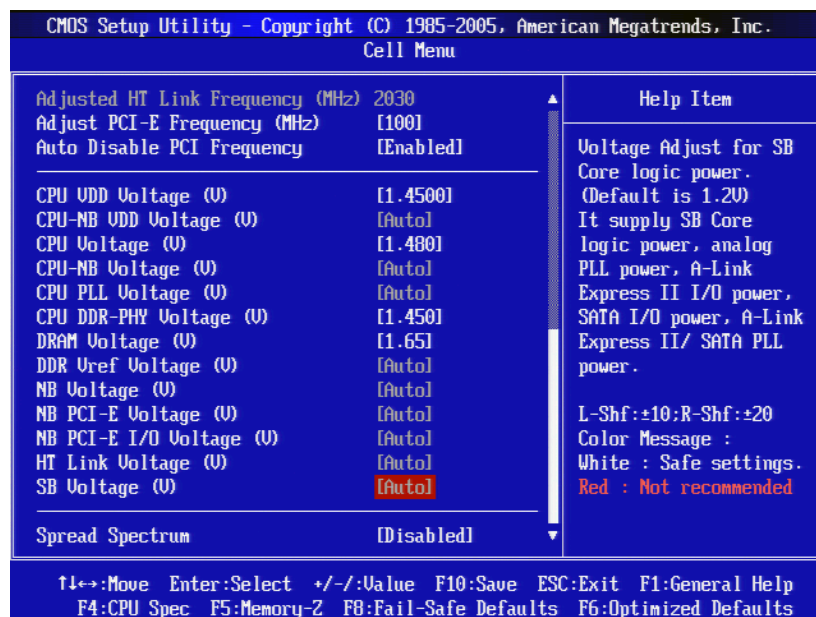 CMOS Setup Utility - Copyright (C) 1985-2005, American Megatrends, Inc.
Cell Menu
Adjusted HT Link Frequency (MHz) 2030
Adjust PCI-E Frequency (MHz) [100]
Auto Disable PCI Frequency [Enabled]
CPU VDD Voltage (V) [1.4500]
CPU-NB VDD Voltage (V) [Auto]
CPU Voltage (V) [1.480]
CPU-NB Voltage (V) [Auto]
CPU PLL Voltage (V) [Auto]
CPU DDR-PHY Voltage (V) [1.450]
DRAM Voltage (V) [1.65]
DDR Vref Voltage (V) [Auto]
NB Voltage (V) [Auto]
NB PCI-E Voltage (V) [Auto]
NB PCI-E I/O Voltage (V) [Auto]
HT Link Voltage (V) [Auto]
SB Voltage (V) [Auto]
Spread Spectrum [Disabled]
Help Item
Voltage Adjust for SB
Core logic power.
(Default is 1.2V)
It supply SB Core
logic power, analog
PLL power, A-Link
Express II I/O power,
SATA I/O power, A-Link
Express II/ SATA PLL
power.
L-Shf:±10;R-Shf:±20
Color Message :
White : Safe settings.
Red : Not recommended
↑↓↔:Move Enter:Select +/-/:Value F10:Save ESC:Exit F1:General Help
F4:CPU Spec F5:Memory-Z F8:Fail-Safe Defaults F6:Optimized Defaults